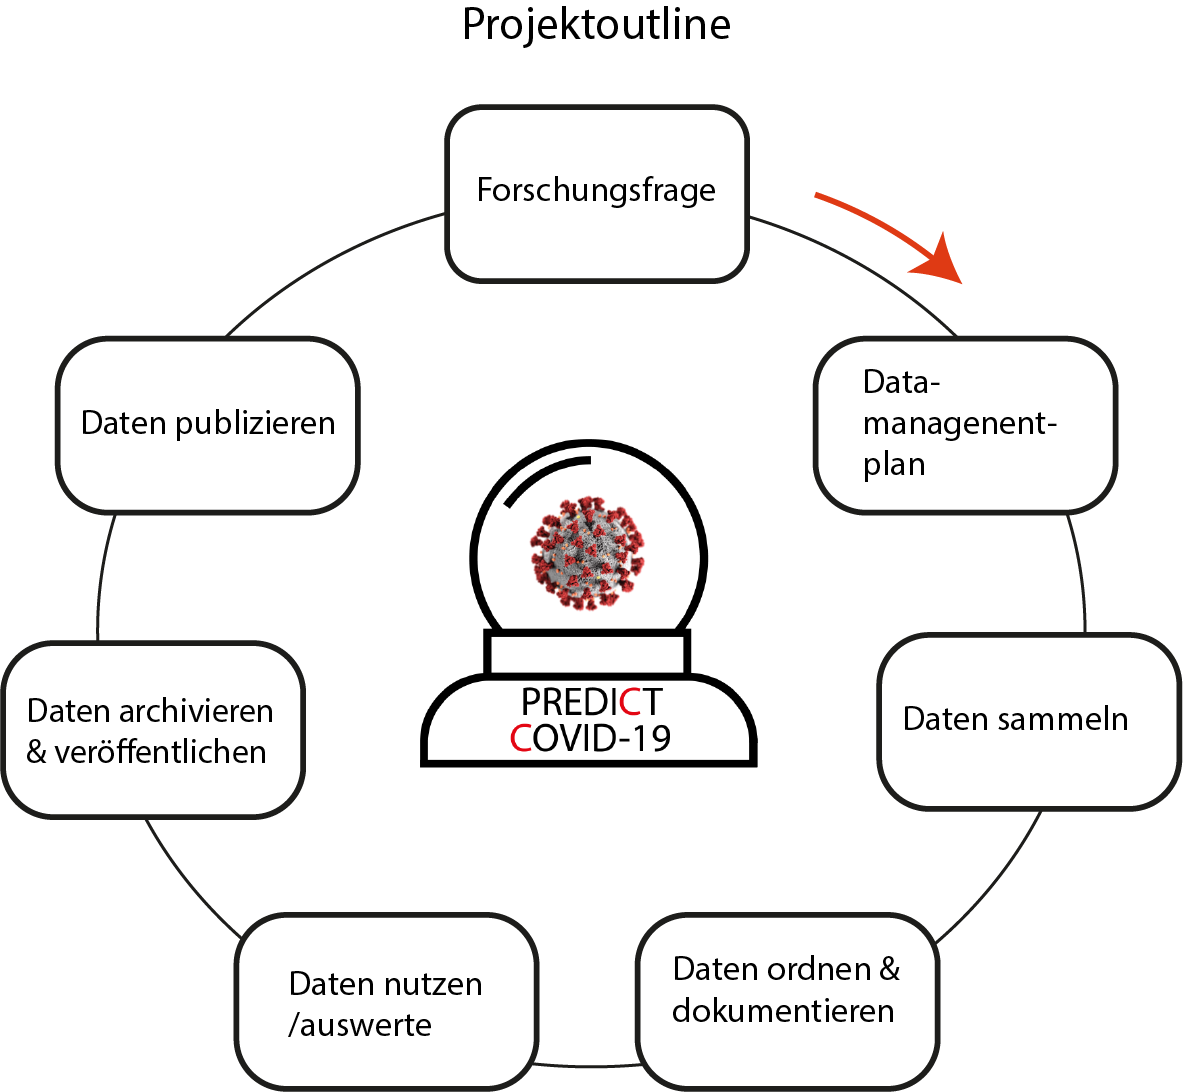 Projektoutline
Forschungsfrage
Data-
managenent-
plan
Daten sammeln
Daten ordnen &
dokumentieren
Daten nutzen
/auswerte
Daten archivieren
& veröffentlichen
Daten publizieren
PREDICT
COVID-19